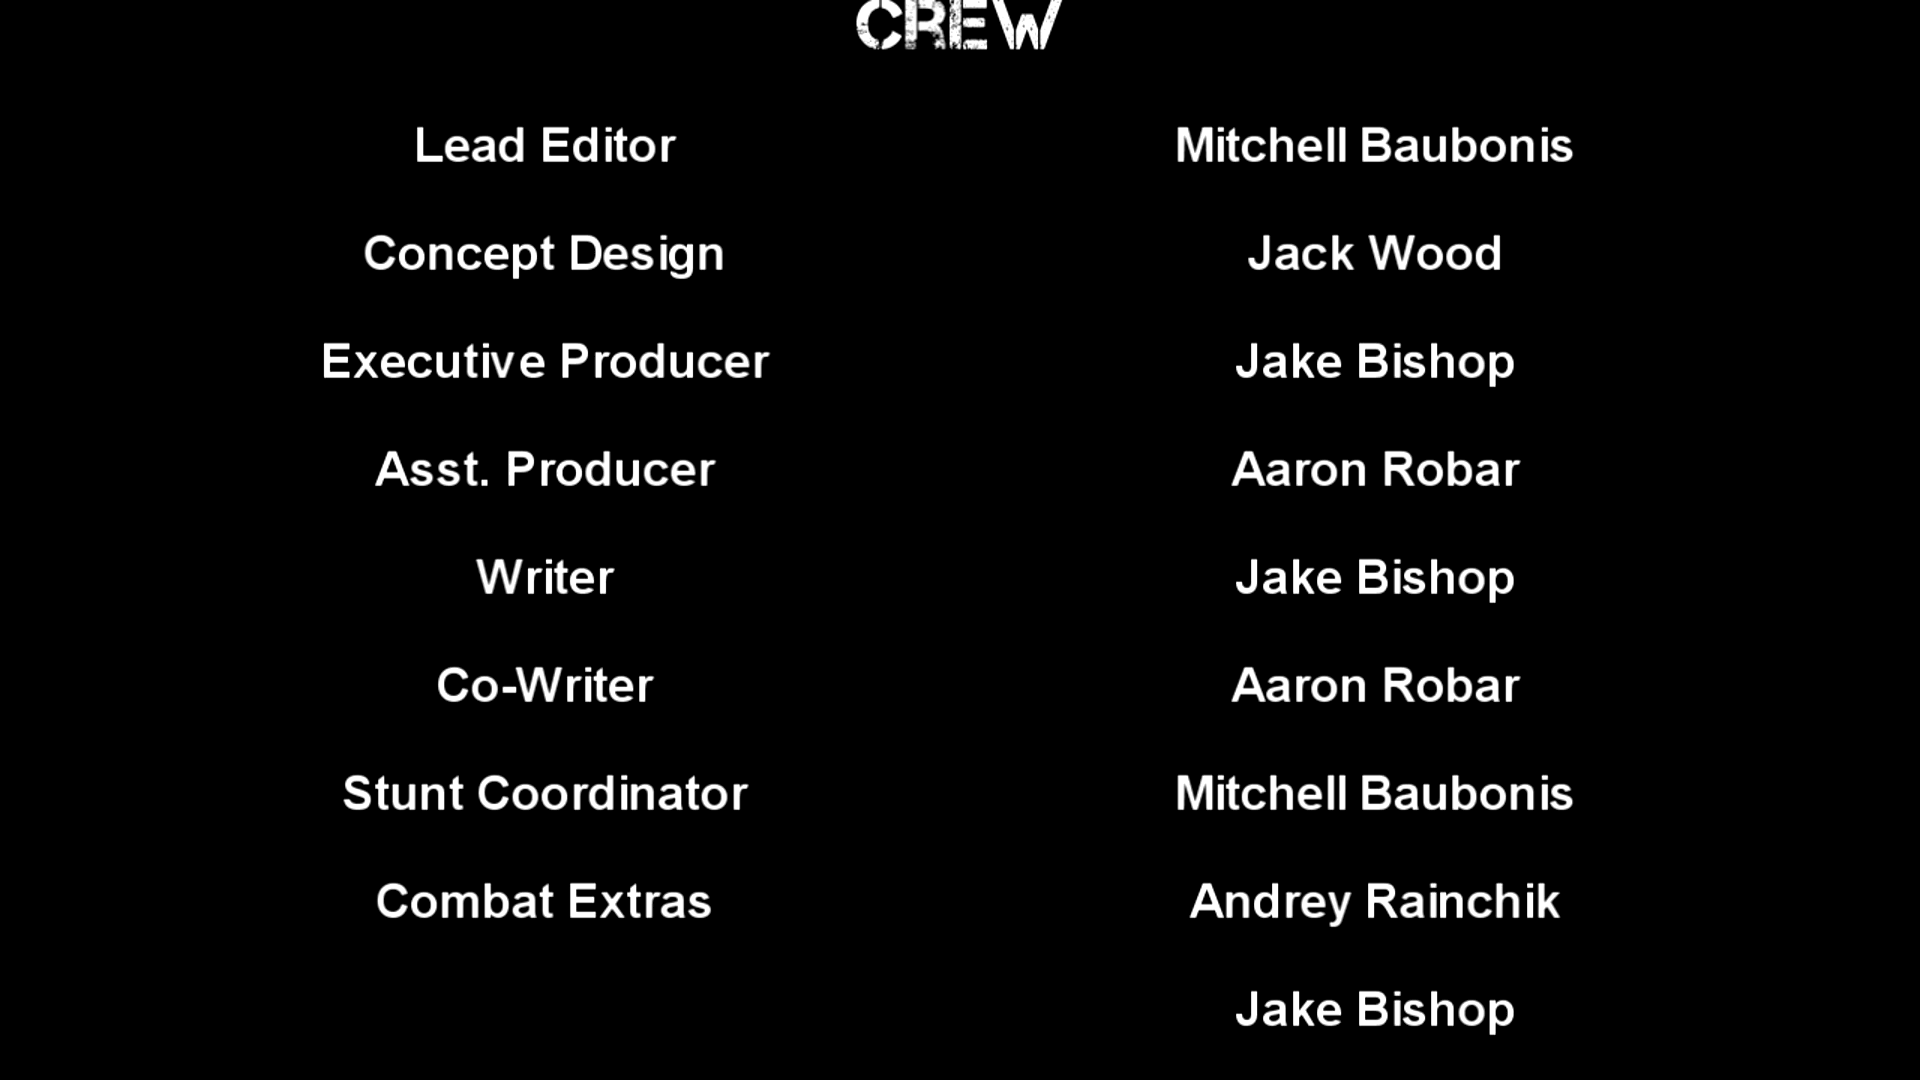 CREW
Lead Editor Mitchell Baubonis
Concept Design Jack Wood
Executive Producer Jake Bishop
Asst. Producer Aaron Robar
Writer Jake Bishop
Co-Writer Aaron Robar
Stunt Coordinator Mitchell Baubonis
Combat Extras Andrey Rainchik
Jake Bishop